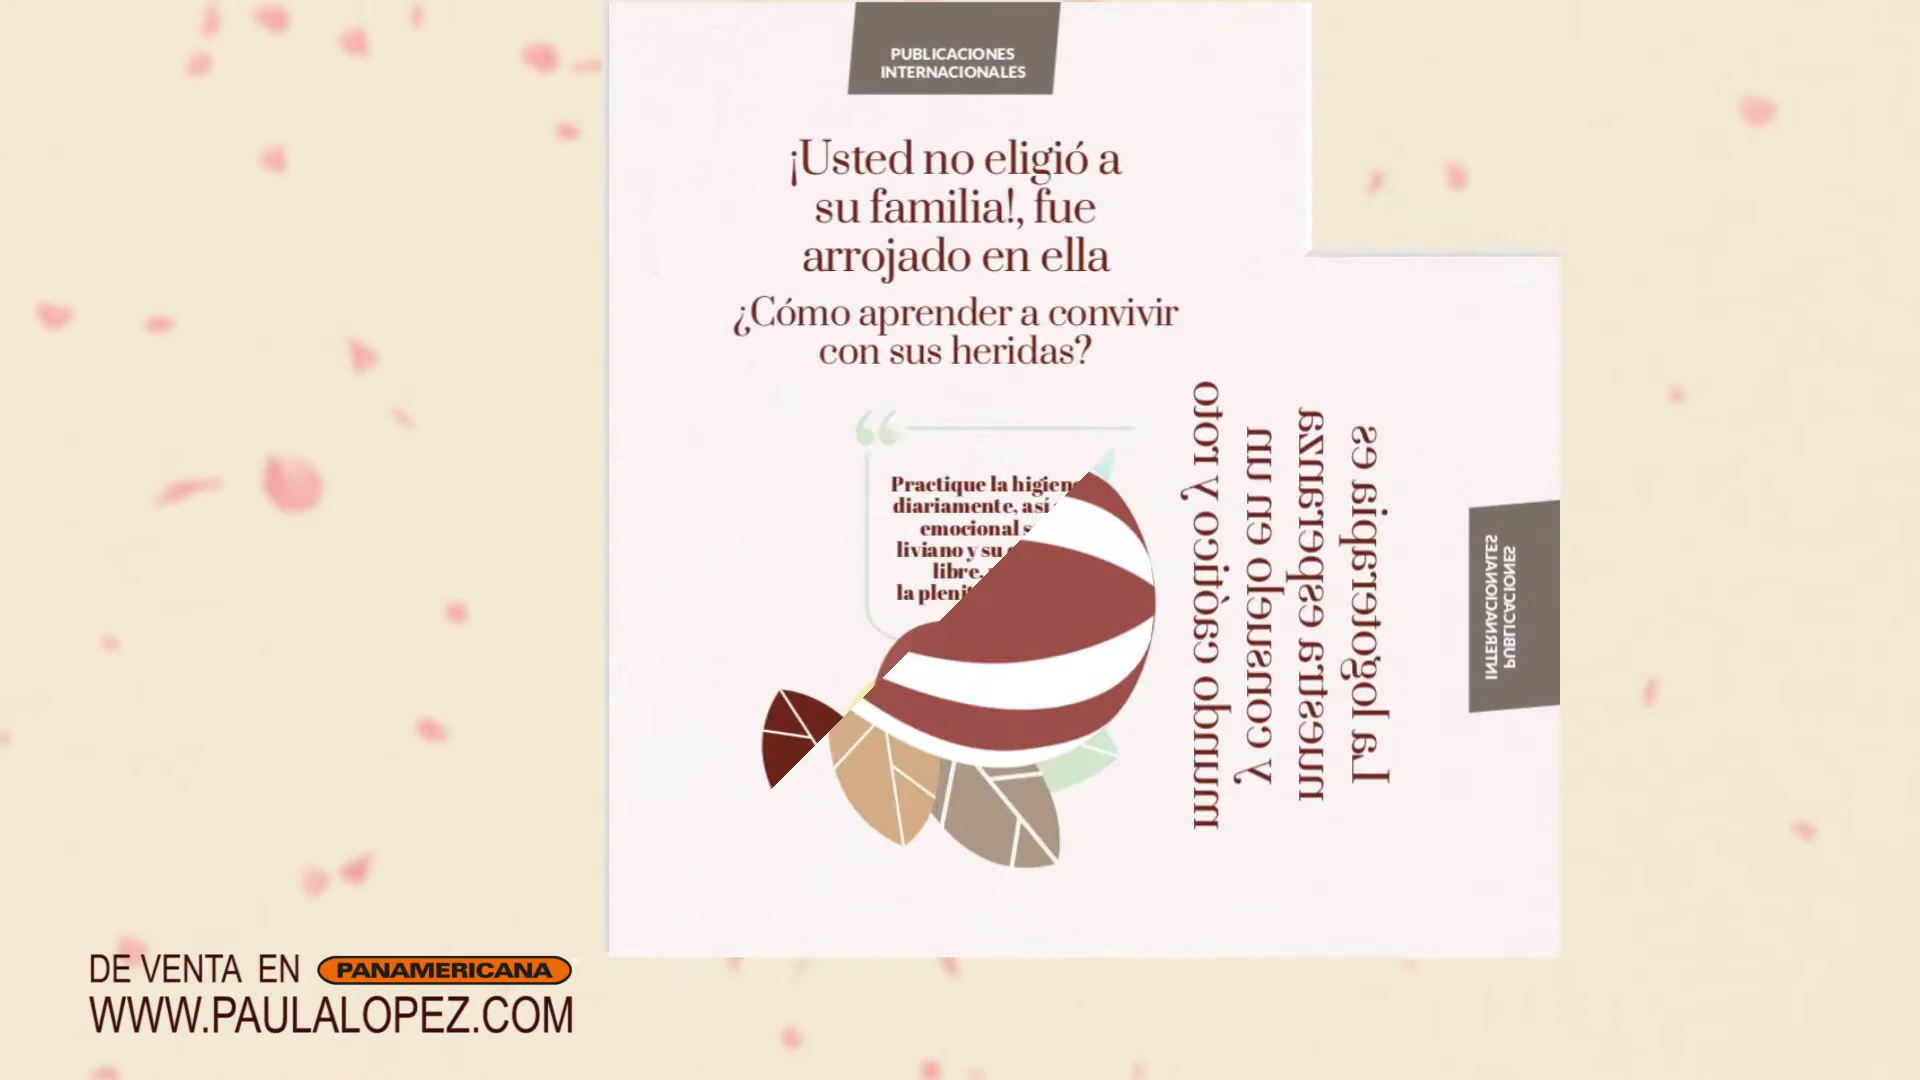 PUBLICACIONES
INTERNACIONALES
¡Usted no eligió a
su familia!, fue
arrojado en ella
¿Cómo aprender a convivir
con sus heridas?
Practique la higiene
diariamente, así
emocional
liviano y su
libre,
la
La logoterapia es
nuestra esperanza
y consuelo en un
mundo caótico y roto
PUBLICACIONES
INTERNACIONALES
DE VENTA EN PANAMERICANA
WWW.PAULALOPEZ.COM